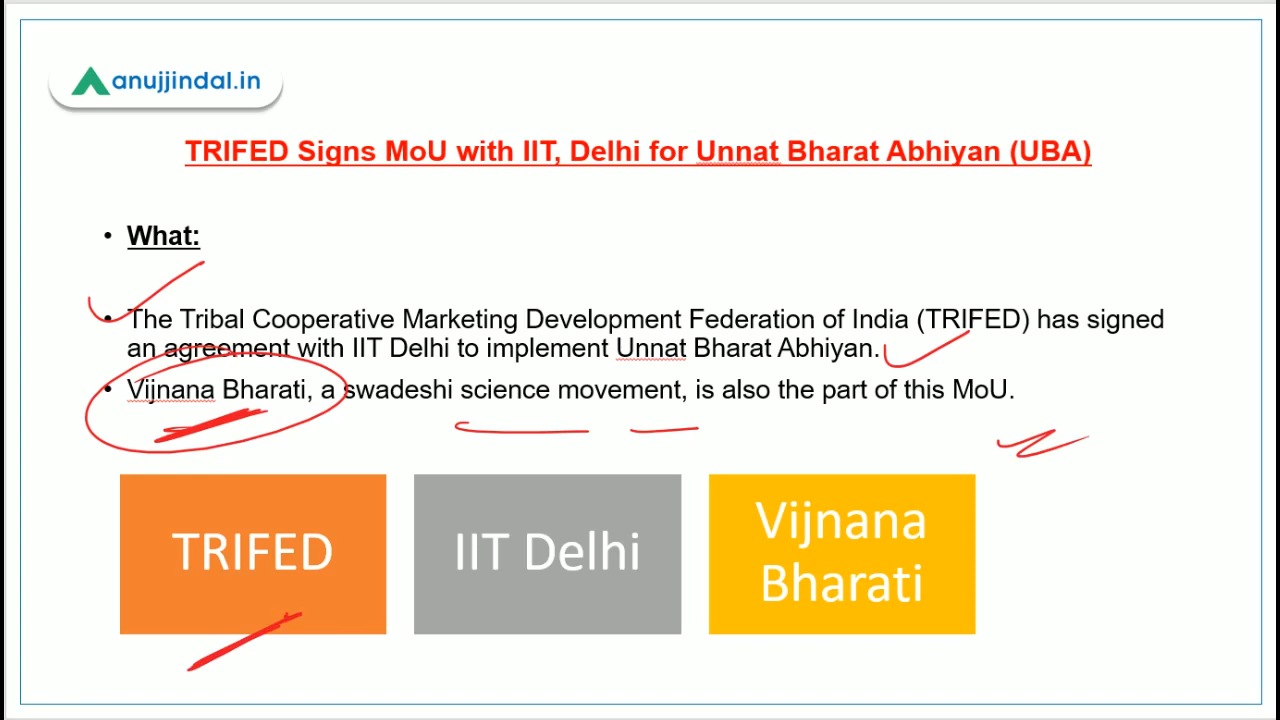 anujjindal.in
TRIFED Signs MoU with IIT, Delhi for Unnat Bharat Abhiyan (UBA)
• What:
• The Tribal Cooperative Marketing Development Federation of India (TRIFED) has signed
an agreement with IIT Delhi to implement Unnat Bharat Abhiyan.
• Vijnana Bharati, a swadeshi science movement, is also the part of this MoU.
TRIFED
IIT Delhi
Vijnana
Bharati